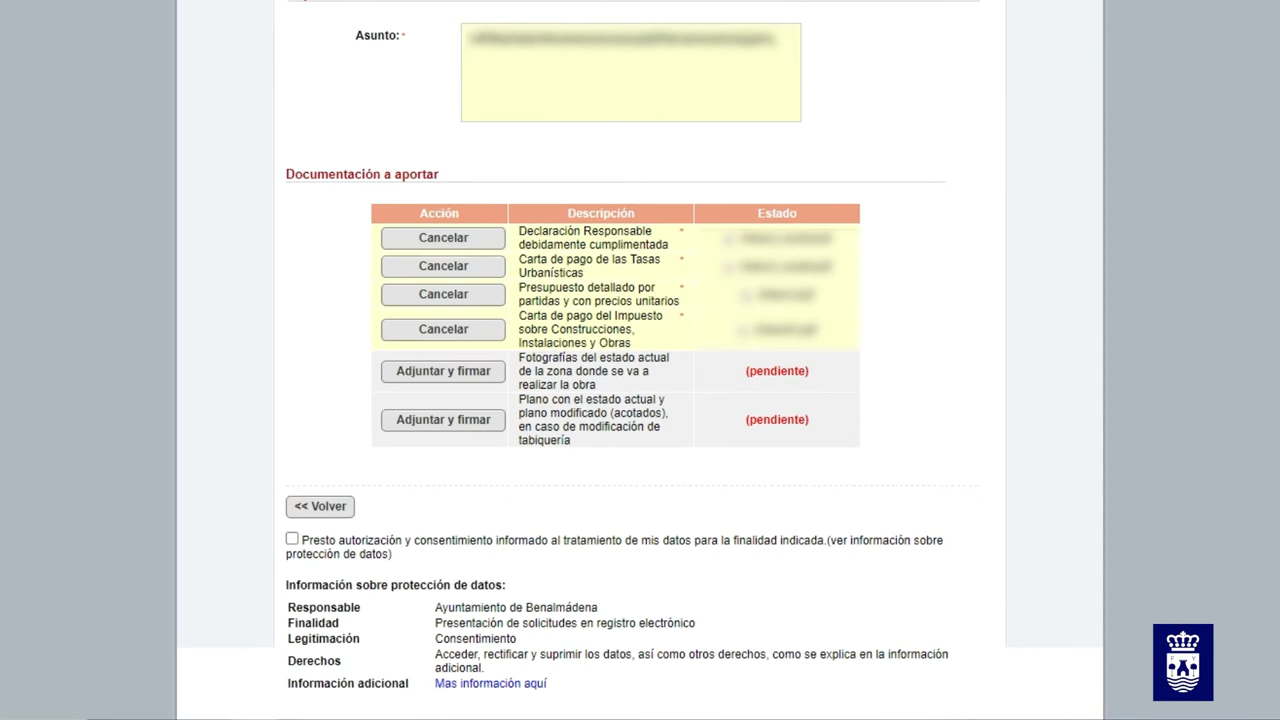 Asunto:*
Documentación a aportar
Acción Descripción Estado
Cancelar Declaración Responsable *
debidamente cumplimentada
Cancelar Carta de pago de las Tasas *
Urbanísticas
Cancelar Presupuesto detallado por *
partidas y con precios unitarios
Cancelar Carta de pago del Impuesto *
sobre Construcciones,
Instalaciones y Obras
Adjuntar y firmar Fotografías del estado actual
de la zona donde se va a
realizar la obra
(pendiente)
Adjuntar y firmar Plano con el estado actual y
plano modificado (acotados),
en caso de modificación de
tabiquería
(pendiente)
<< Volver
Presto autorización y consentimiento informado al tratamiento de mis datos para la finalidad indicada.(ver información sobre
protección de datos)
Información sobre protección de datos:
Responsable Ayuntamiento de Benalmádena
Finalidad Presentación de solicitudes en registro electrónico
Legitimación Consentimiento
Derechos Acceder, rectificar y suprimir los datos, así como otros derechos, como se explica en la información
adicional.
Información adicional Mas información aquí